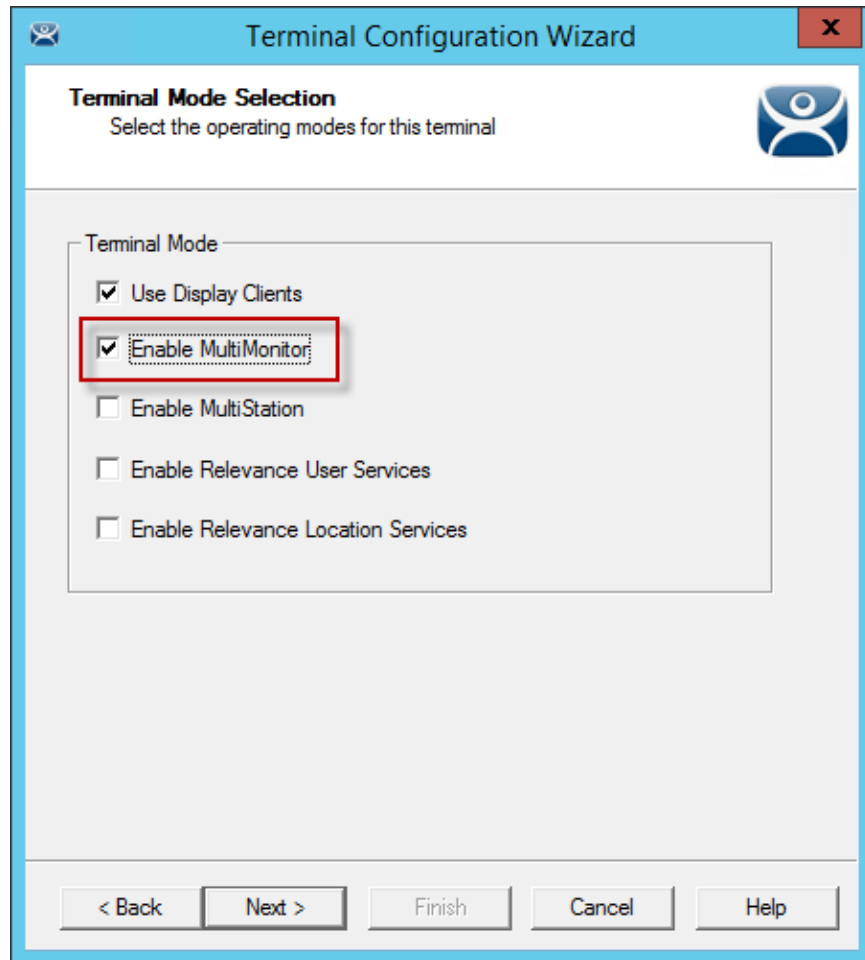 Terminal Configuration Wizard
x
Terminal Mode Selection
Select the operating modes for this terminal
Terminal Mode
Use Display Clients
Enable MultiMonitor
Enable MultiStation
Enable Relevance User Services
Enable Relevance Location Services
< Back Next > Finish Cancel Help